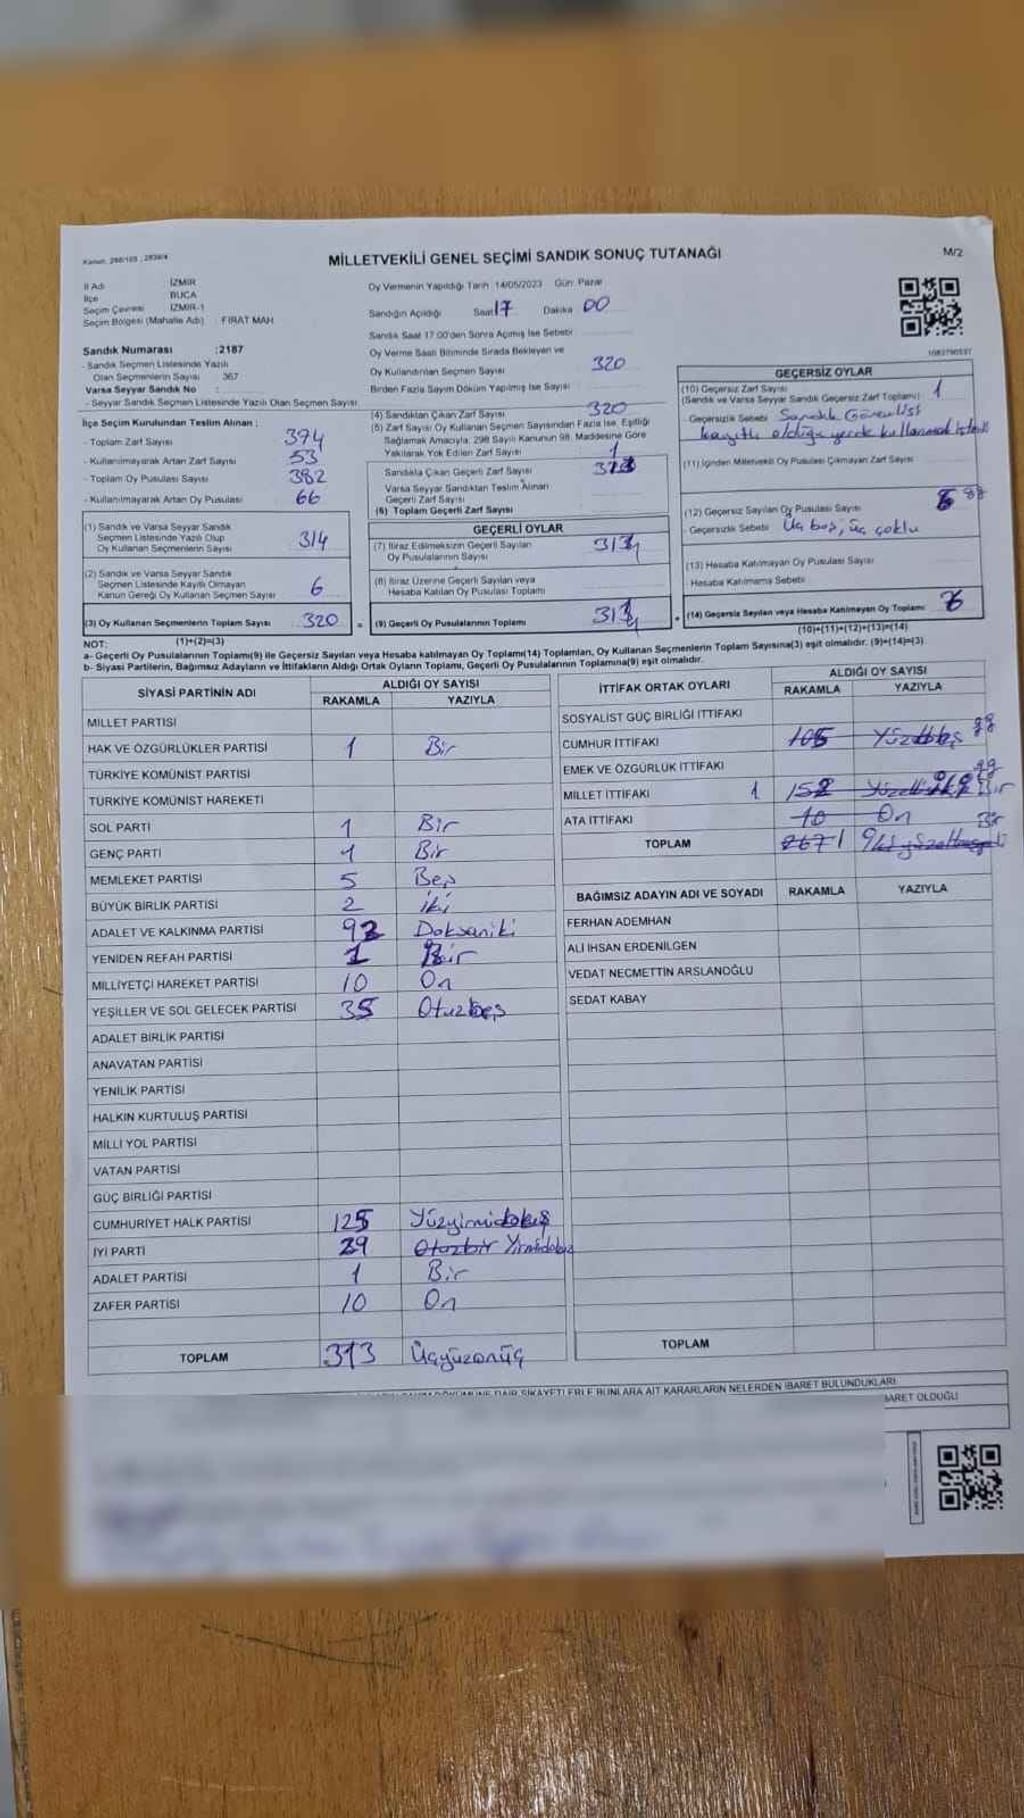 MİLLETVEKİLİ GENEL SEÇİMİ SANDIK SONUÇ TUTANAĞI
M/2
İl Adı İZMİR
İlçe BUCA
Seçim Çevresi İZMİR-1
Seçim Bölgesi (Mahalle Adı) : FIRAT MAH
Sandık Numarası :2187
- Sandık Seçmen Listesinde Yazılı
Olan Seçmenlerin Sayısı : 367
Varsa Seyyar Sandık No :
- Seyyar Sandık Seçmen Listesinde Yazılı Olan Seçmen Sayısı:
İlçe Seçim Kurulundan Teslim Alınan :
- Toplam Zarf Sayısı 394
- Kullanılmayarak Artan Zarf Sayısı 53
- Toplam Oy Pusulası Sayısı 382
- Kullanılmayarak Artan Oy Pusulası 66
(1) Sandık ve Varsa Seyyar Sandık
Seçmen Listesinde Yazılı Olup
Oy Kullanan Seçmenlerin Sayısı 314
(2) Sandık ve Varsa Seyyar Sandık
Seçmen Listesinde Kayıtlı Olmayan
Kanun Gereği Oy Kullanan Seçmen Sayısı 6
(3) Oy Kullanan Seçmenlerin Toplam Sayısı 320
(1)+(2)=(3)
Oy Vermenin Yapıldığı Tarih 14/05/2023 Gün: Pazar
Sandığın Açıldığı Saat 17 Dakika 00
Sandık Saat 17:00'den Sonra Açılmış İse Sebebi
Oy Verme Saati Bitiminde Sırada Bekleyen ve
Oy Kullandırılan Seçmen Sayısı 320
Birden Fazla Sayım Döküm Yapılmış İse Sayısı
(4) Sandıktan Çıkan Zarf Sayısı 320
(5) Zarf Sayısı Oy Kullanan Seçmen Sayısından Fazla İse, Eşitliği
Sağlamak Amacıyla, 298 Sayılı Kanunun 98. Maddesine Göre
Yakılarak Yok Edilen Zarf Sayısı 1
Sandıkta Çıkan Geçerli Zarf Sayısı
Varsa Seyyar Sandıktan Teslim Alınan
Geçerli Zarf Sayısı
(6) Toplam Geçerli Zarf Sayısı
GEÇERLİ OYLAR
(7) İtiraz Edilmeksizin Geçerli Sayılan
Oy Pusulalarının Sayısı
(8) İtiraz Üzerine Geçerli Sayılan veya
Hesaba Katılan Oy Pusulası Toplamı
= (9) Geçerli Oy Pusulalarının Toplamı
GEÇERSİZ OYLAR
(10) Geçersiz Zarf Sayısı 1
(Sandık ve Varsa Seyyar Sandık Geçersiz Zarf Toplamı)
Geçersizlik Sebebi Sandık Görevlisi
kayıtlı olduğu yerde kullanmak istedi
(11) İçinden Milletvekili Oy Pusulası Çıkmayan Zarf Sayısı
(12) Geçersiz Sayılan Oy Pusulası Sayısı 6
Geçersizlik Sebebi Üç boş, üç çoklu
(13) Hesaba Katılmayan Oy Pusulası Sayısı
Hesaba Katılmama Sebebi
+ (14) Geçersiz Sayılan veya Hesaba Katılmayan Oy Toplamı
(10)+(11)+(12)+(13)=(14)
NOT:
a- Geçerli Oy Pusulalarının Toplamı(9) ile Geçersiz Sayılan veya Hesaba katılmayan Oy Toplamı(14) Toplamları, Oy Kullanan Seçmenlerin Toplam Sayısına(3) eşit olmalıdır. (9)+(14)=(3)
b- Siyasi Partilerin, Bağımsız Adayların ve İttifakların Aldığı Ortak Oyların Toplamı, Geçerli Oy Pusulalarının Toplamına(9) eşit olmalıdır.
SİYASİ PARTİNİN ADI ALDIĞI OY SAYISI
RAKAMLA YAZIYLA
MİLLET PARTİSİ
HAK VE ÖZGÜRLÜKLER PARTİSİ 1 Bir
TÜRKİYE KOMÜNİST PARTİSİ
TÜRKİYE KOMÜNİST HAREKETİ
SOL PARTİ 1 Bir
GENÇ PARTİ 1 Bir
MEMLEKET PARTİSİ 5 Beş
BÜYÜK BİRLİK PARTİSİ 2 iki
ADALET VE KALKINMA PARTİSİ 92 Doksaniki
YENİDEN REFAH PARTİSİ 1 Bir
MİLLİYETÇİ HAREKET PARTİSİ 10 On
YEŞİLLER VE SOL GELECEK PARTİSİ 35 Otuzbeş
ADALET BİRLİK PARTİSİ
ANAVATAN PARTİSİ
YENİLİK PARTİSİ
HALKIN KURTULUŞ PARTİSİ
MİLLİ YOL PARTİSİ
VATAN PARTİSİ
GÜÇ BİRLİĞİ PARTİSİ
CUMHURİYET HALK PARTİSİ 125 Yüzyirmidokuz
İYİ PARTİ 29 Otuzbir Yirmidokuz
ADALET PARTİSİ 1 Bir
ZAFER PARTİSİ 10 On
TOPLAM 313 Üçyüzonüç
İTTİFAK ORTAK OYLARI ALDIĞI OY SAYISI
RAKAMLA YAZIYLA
SOSYALİST GÜÇ BİRLİĞİ İTTİFAKI
CUMHUR İTTİFAKI 105 Yüzbeş
EMEK VE ÖZGÜRLÜK İTTİFAKI
MİLLET İTTİFAKI 1 Bir
ATA İTTİFAKI 10 On
TOPLAM 267 1 Bir
BAĞIMSIZ ADAYIN ADI VE SOYADI RAKAMLA YAZIYLA
FERHAN ADEMHAN
ALİ İHSAN ERDENİLGEN
VEDAT NECMETTİN ARSLANOĞLU
SEDAT KABAY
TOPLAM
ŞİKAYETLERLE BUNLARA AİT KARARLARIN NELERDEN İBARET BULUNDUKLARI
BARET OLDUĞU